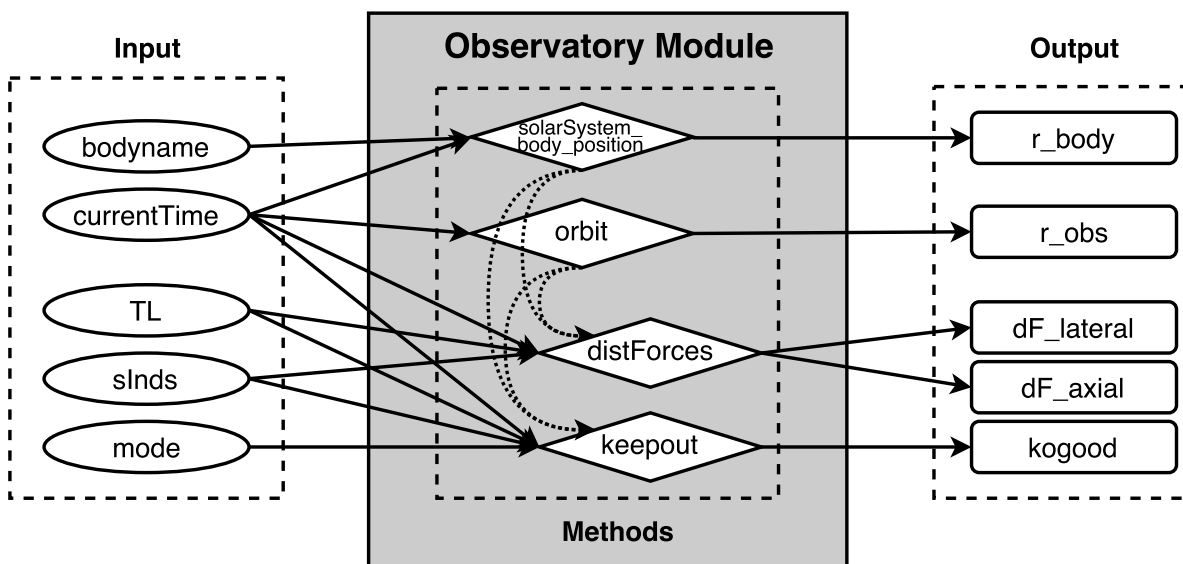 Input
Observatory Module
Output
bodyname
currentTime
TL
sInds
mode
solarSystem_
body_position
orbit
distForces
keepout
Methods
r_body
r_obs
dF_lateral
dF_axial
kogood